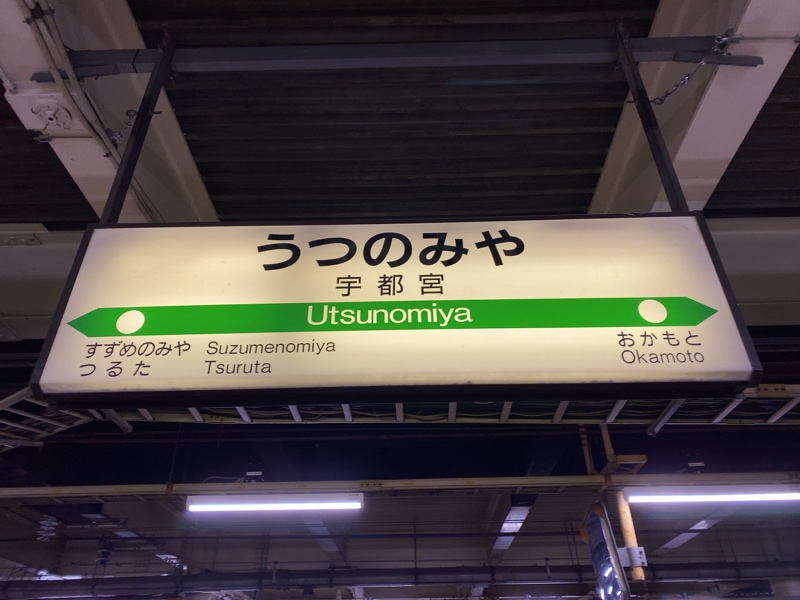 うつのみや
宇都宮
Utsunomiya
すずめのみや Suzumenomiya
つるた Tsuruta
おかもと
Okamoto